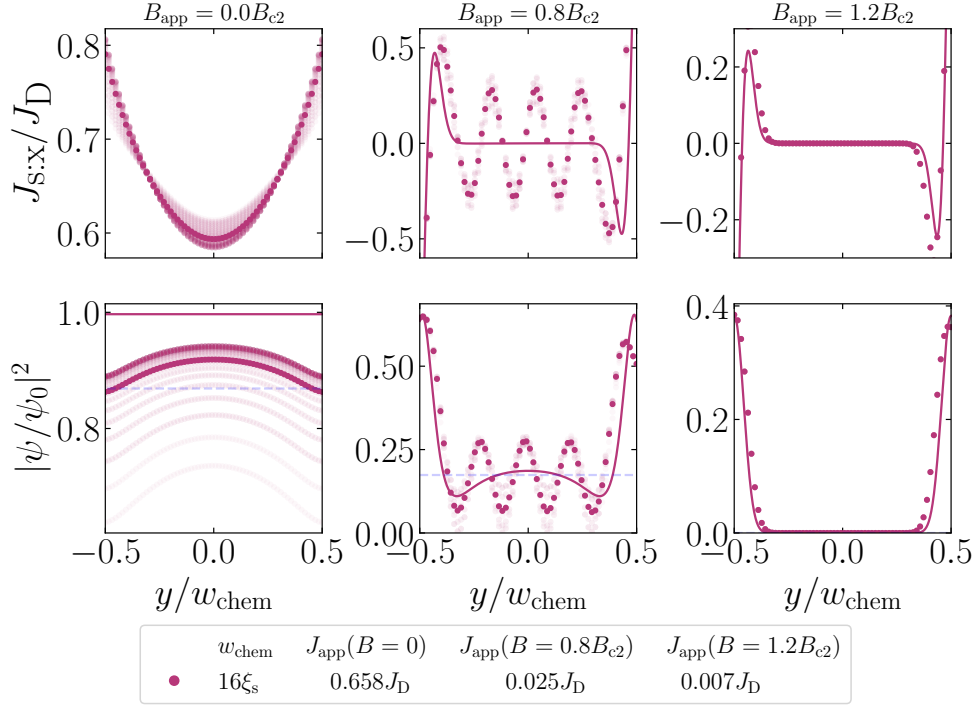 B_app = 0.0B_c2
B_app = 0.8B_c2
B_app = 1.2B_c2
J_S:x/J_D
0.8
0.7
0.6
0.5
0.0
−0.5
0.2
0.0
−0.2
|ψ/ψ_0|^2
1.0
0.8
0.50
0.25
0.00
0.4
0.2
0.0
−0.5 0.0 0.5
−0.5 0.0 0.5
−0.5 0.0 0.5
y/w_chem
y/w_chem
y/w_chem
w_chem J_app(B = 0) J_app(B = 0.8B_c2) J_app(B = 1.2B_c2)
16ξ_s 0.658J_D 0.025J_D 0.007J_D